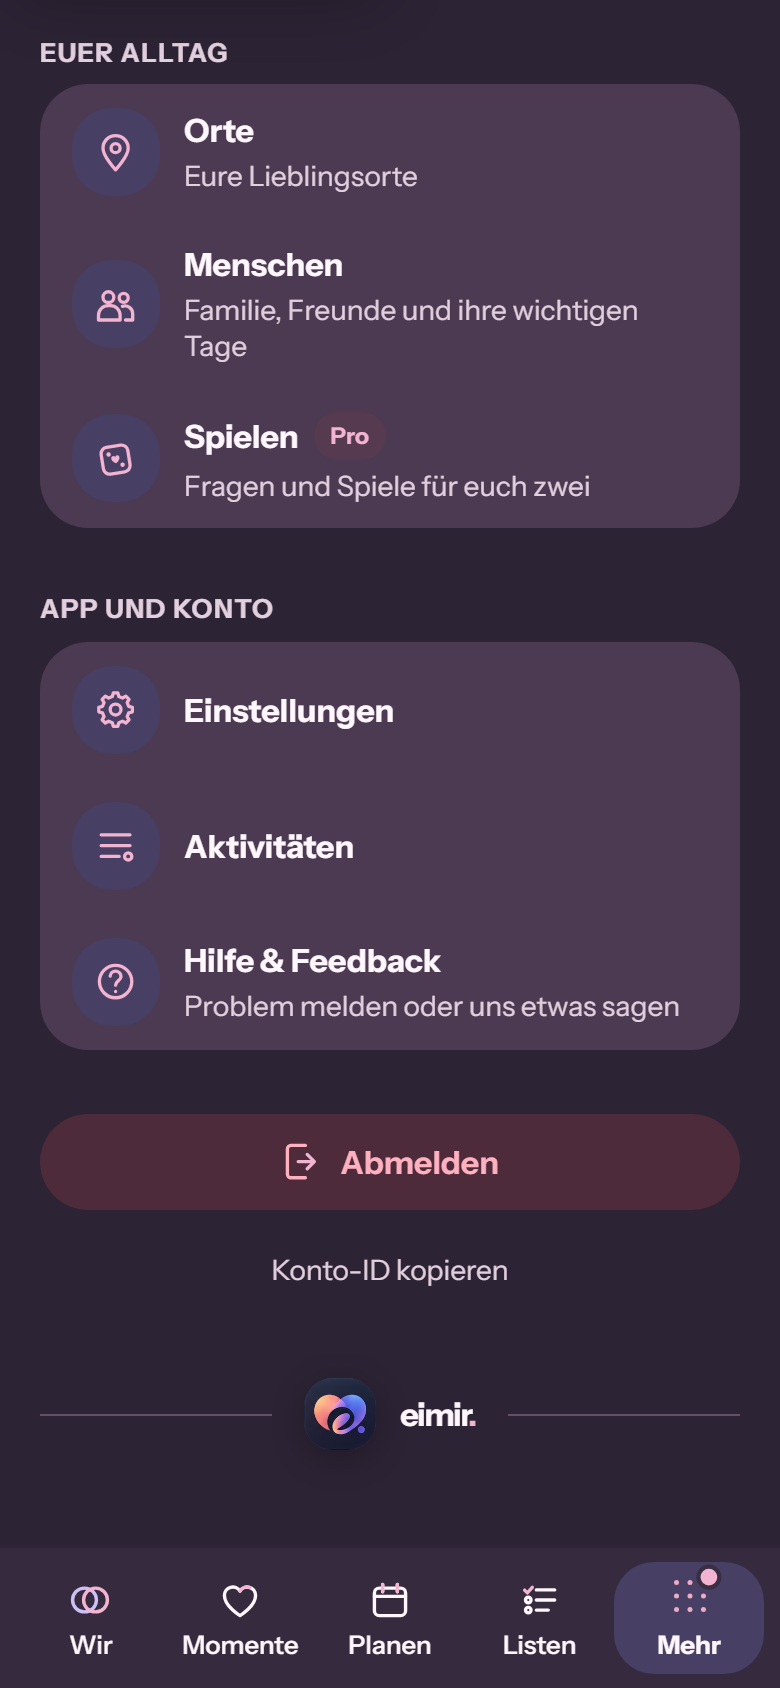 EUER ALLTAG
Orte
Eure Lieblingsorte
Menschen
Familie, Freunde und ihre wichtigen
Tage
Spielen Pro
Fragen und Spiele für euch zwei
APP UND KONTO
Einstellungen
Aktivitäten
Hilfe & Feedback
Problem melden oder uns etwas sagen
Abmelden
Konto-ID kopieren
eimir.
Wir Momente Planen Listen Mehr